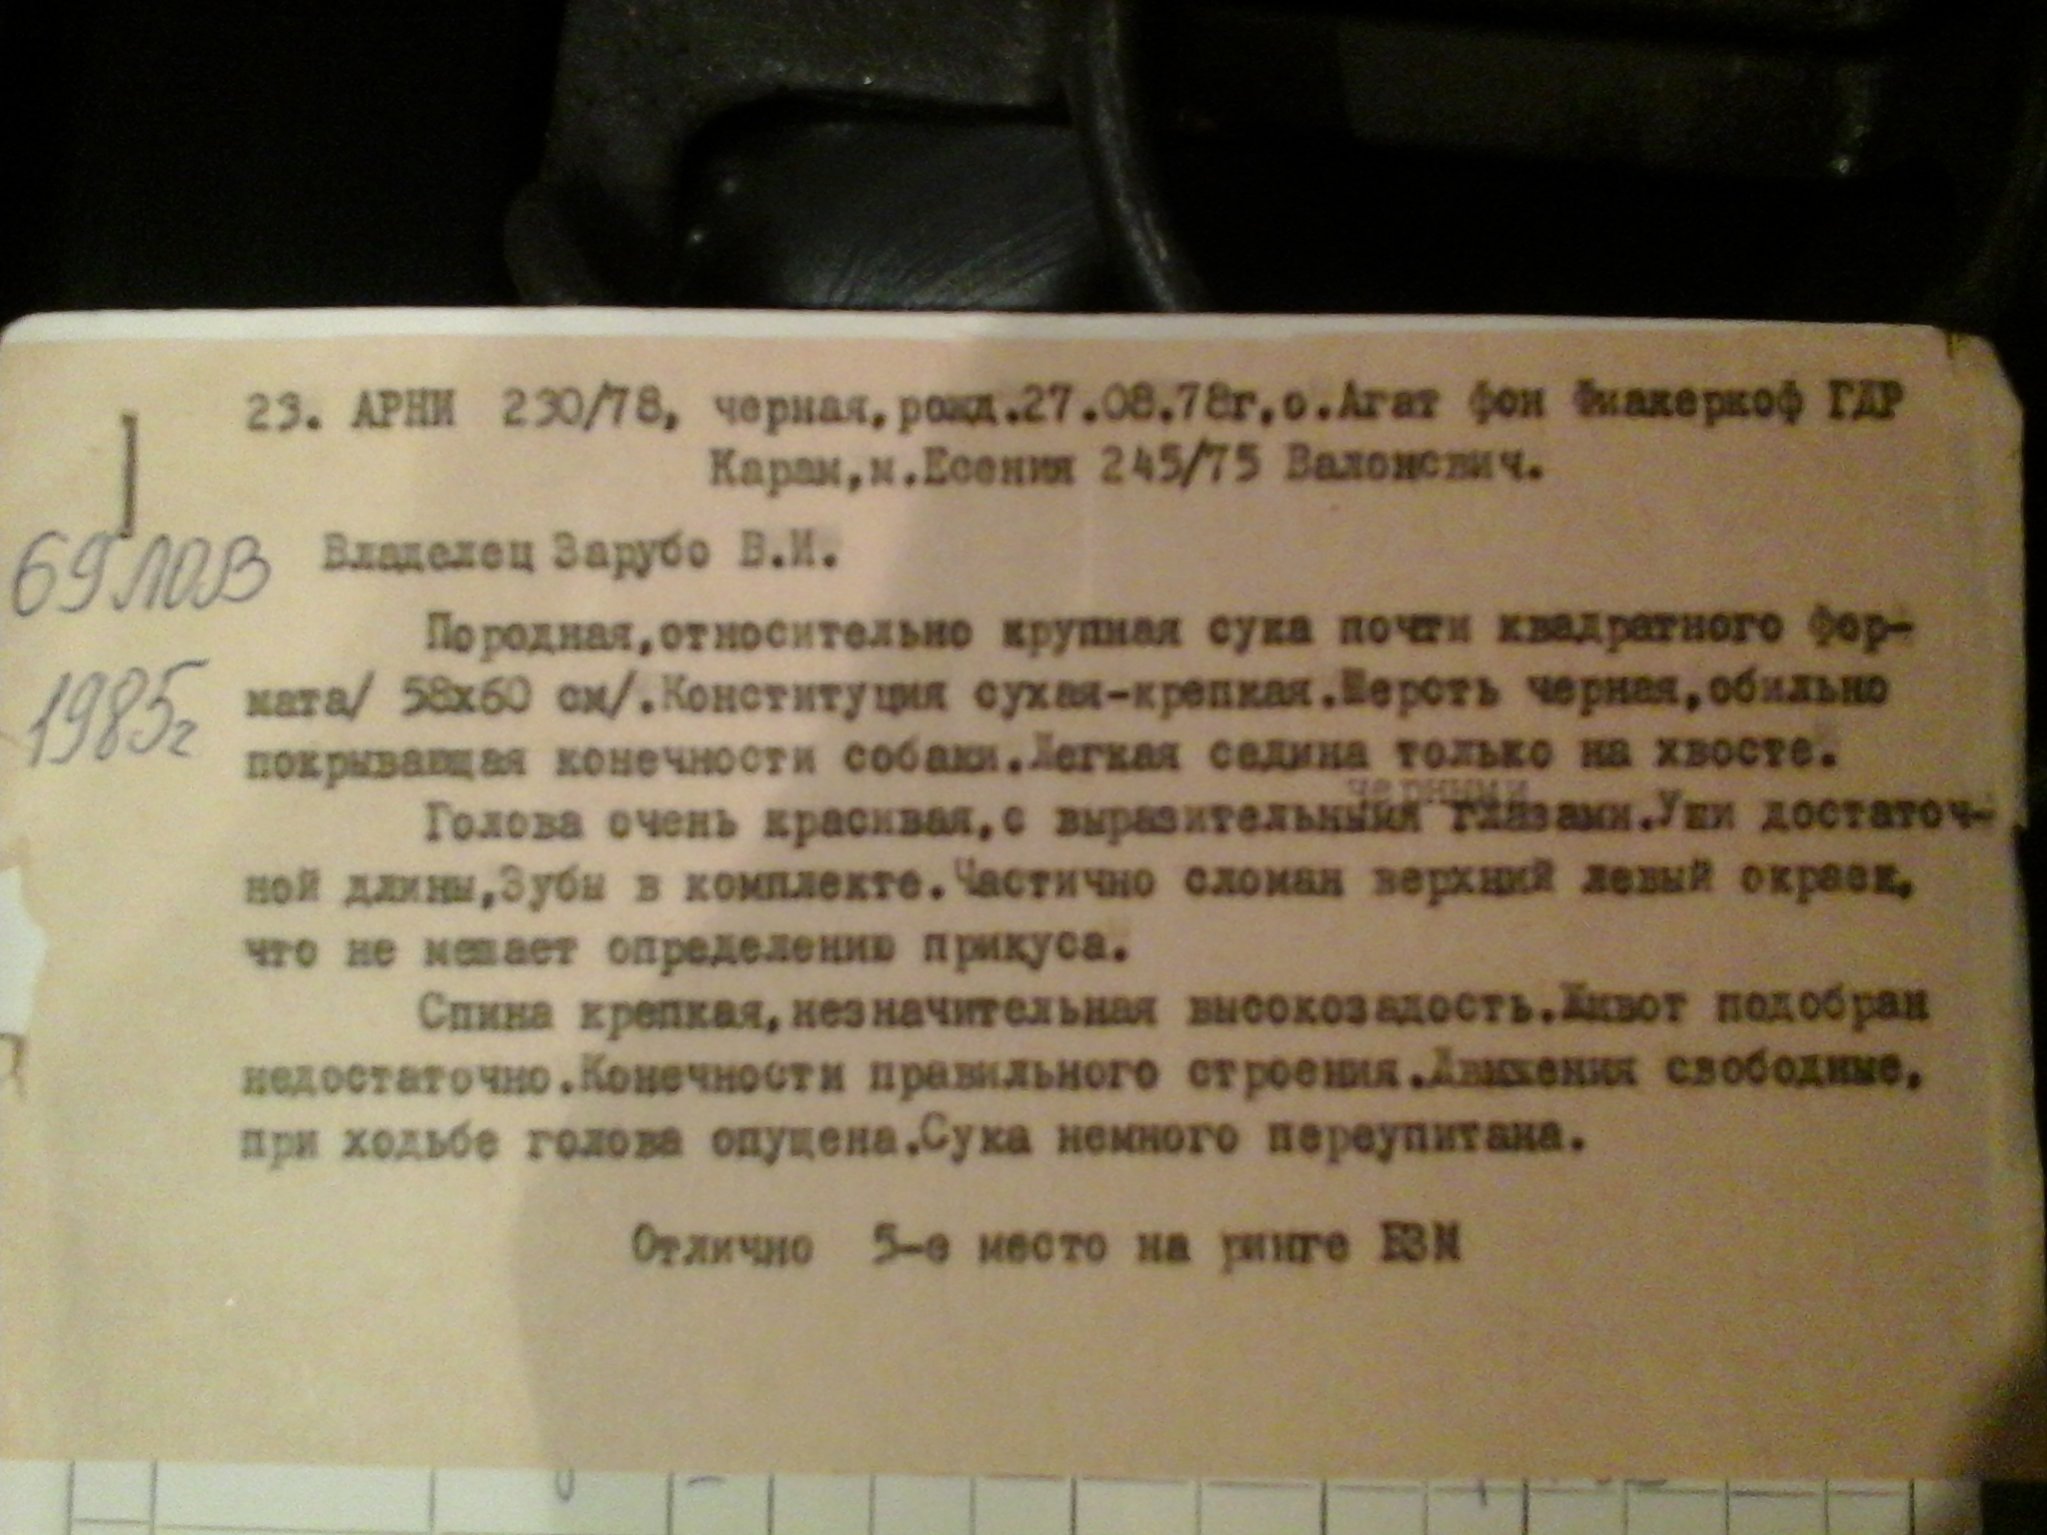 23. АРНИ 230/78, черная,рожд.27.08.78г,о.Агат фон Фиакеркоф ГДР
Карам,м.Есения 245/75 Валонсвич.
69 ЛОВ
Владелец Зарубо В.И.
Породная,относительно крупная сука почти квадратного фор-
1985г
мата/ 58х60 см/.Конституция сухая-крепкая.Шерсть черная,обильно
покрывающая конечности собаки.Легкая седина только на хвосте.
черными
Голова очень красивая,с выразительныйя глазами.Уши достаточ-
ной длины,Зубы в комплекте.Частично сломан верхний левый окраек,
что не мешает определению прикуса.
Спина крепкая,незначительная высокозадость.Живот подобран
недостаточно.Конечности правильного строения.Движения свободные,
при ходьбе голова опущена.Сука немного переупитана.
Отлично 5-е место на ринге БЗМ